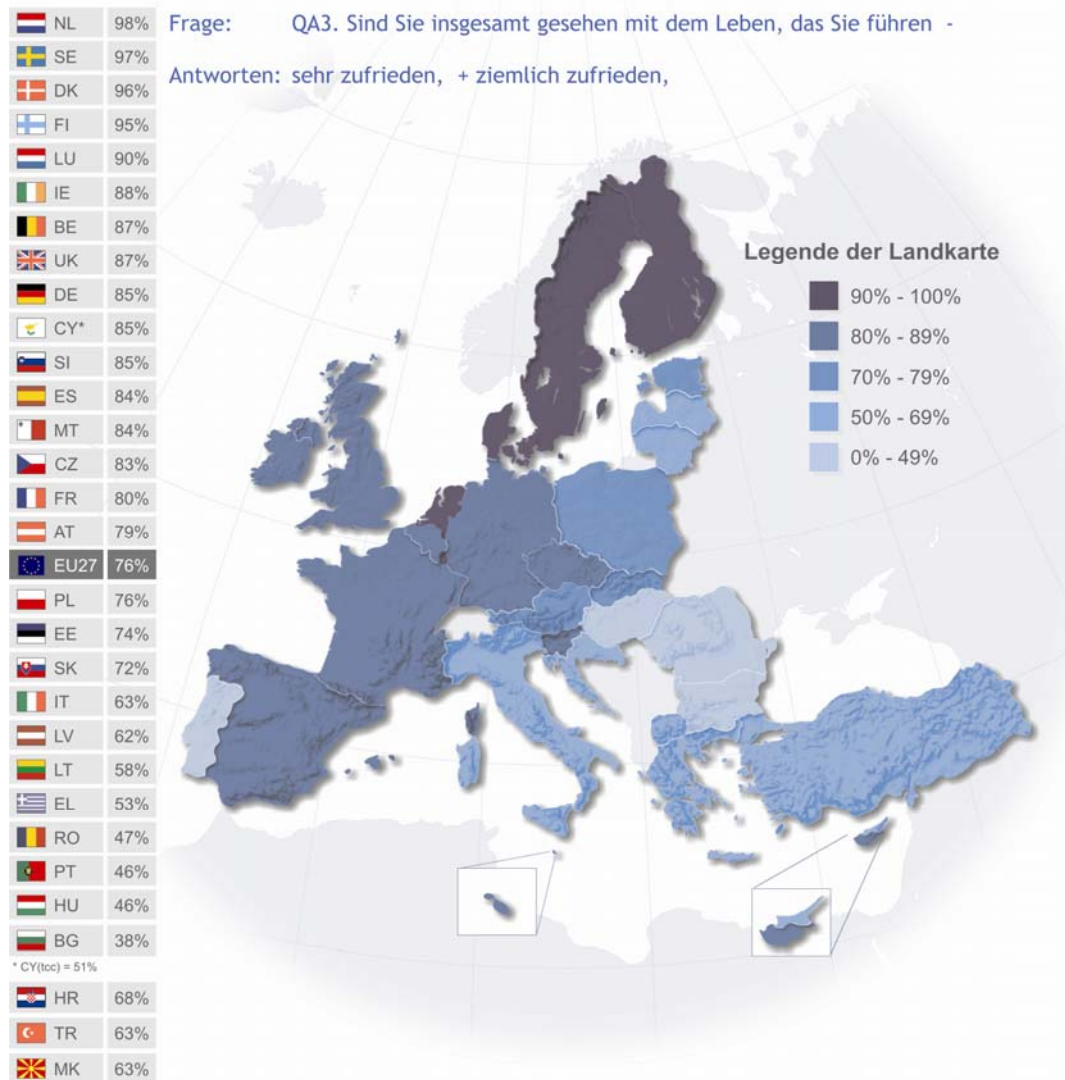 Frage: QA3. Sind Sie insgesamt gesehen mit dem Leben, das Sie führen -
Antworten: sehr zufrieden, + ziemlich zufrieden,
NL 98%
SE 97%
DK 96%
FI 95%
LU 90%
IE 88%
BE 87%
UK 87%
DE 85%
CY* 85%
SI 85%
ES 84%
MT 84%
CZ 83%
FR 80%
AT 79%
EU27 76%
PL 76%
EE 74%
SK 72%
IT 63%
LV 62%
LT 58%
EL 53%
RO 47%
PT 46%
HU 46%
BG 38%
* CY(tcc) = 51%
HR 68%
TR 63%
MK 63%
Legende der Landkarte
90% - 100%
80% - 89%
70% - 79%
50% - 69%
0% - 49%